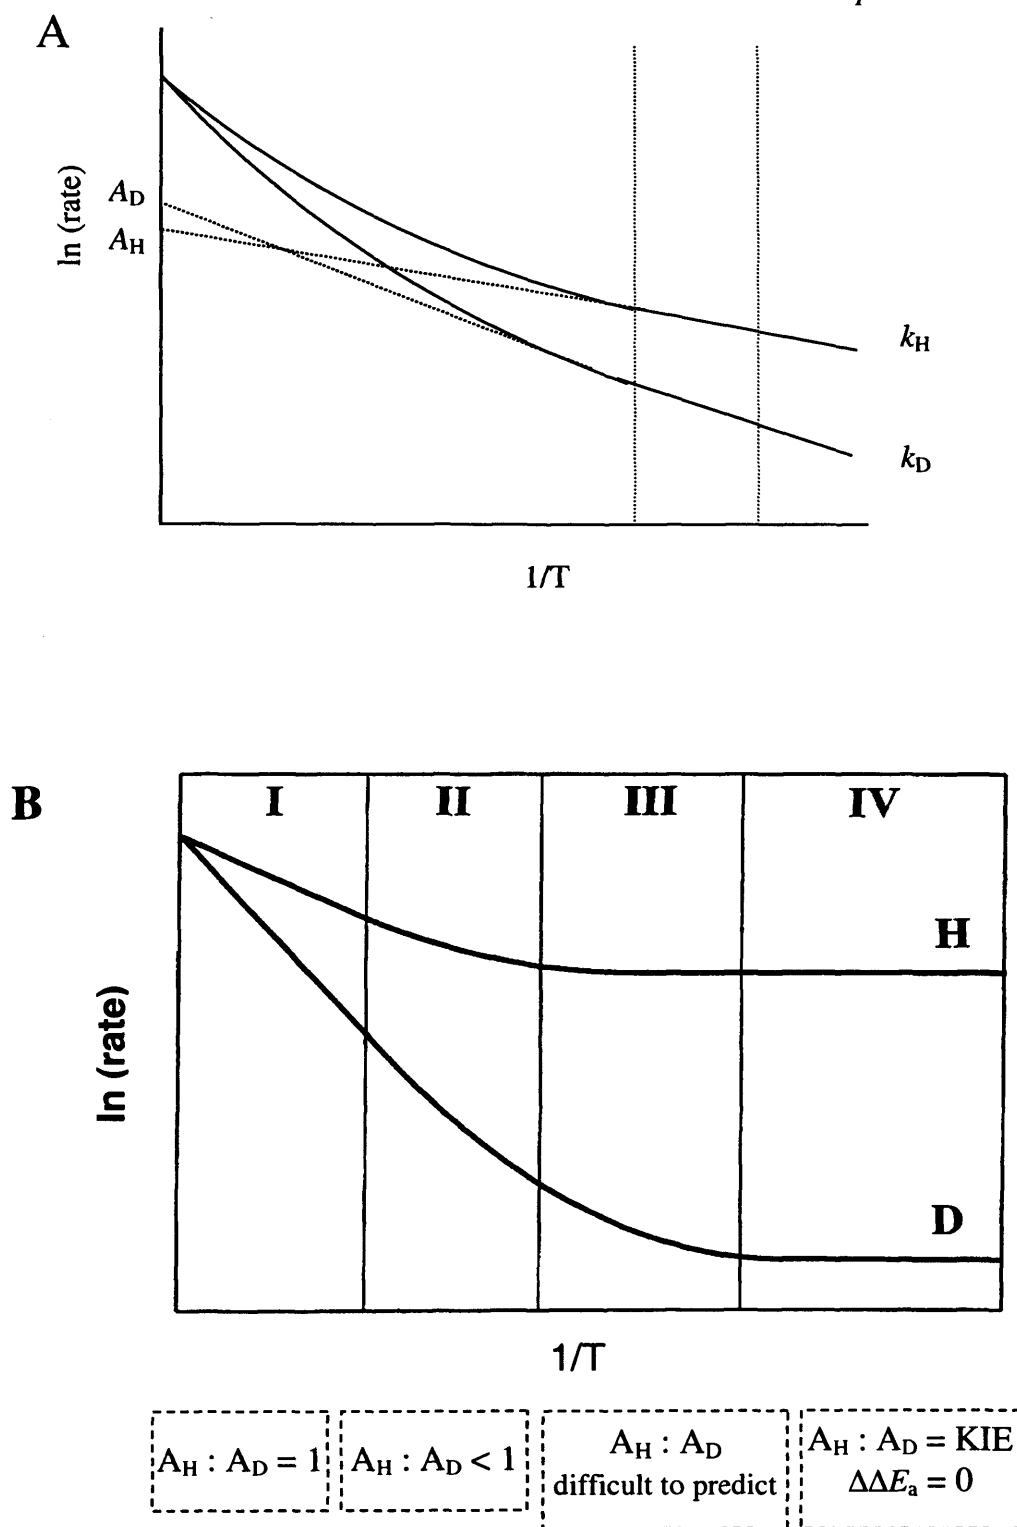 p
A
ln (rate)
A_D
A_H
k_H
k_D
1/T
B
I II III IV
H
D
ln (rate)
1/T
A_H : A_D = 1
A_H : A_D < 1
A_H : A_D
difficult to predict
A_H : A_D = KIE
ΔΔE_a = 0